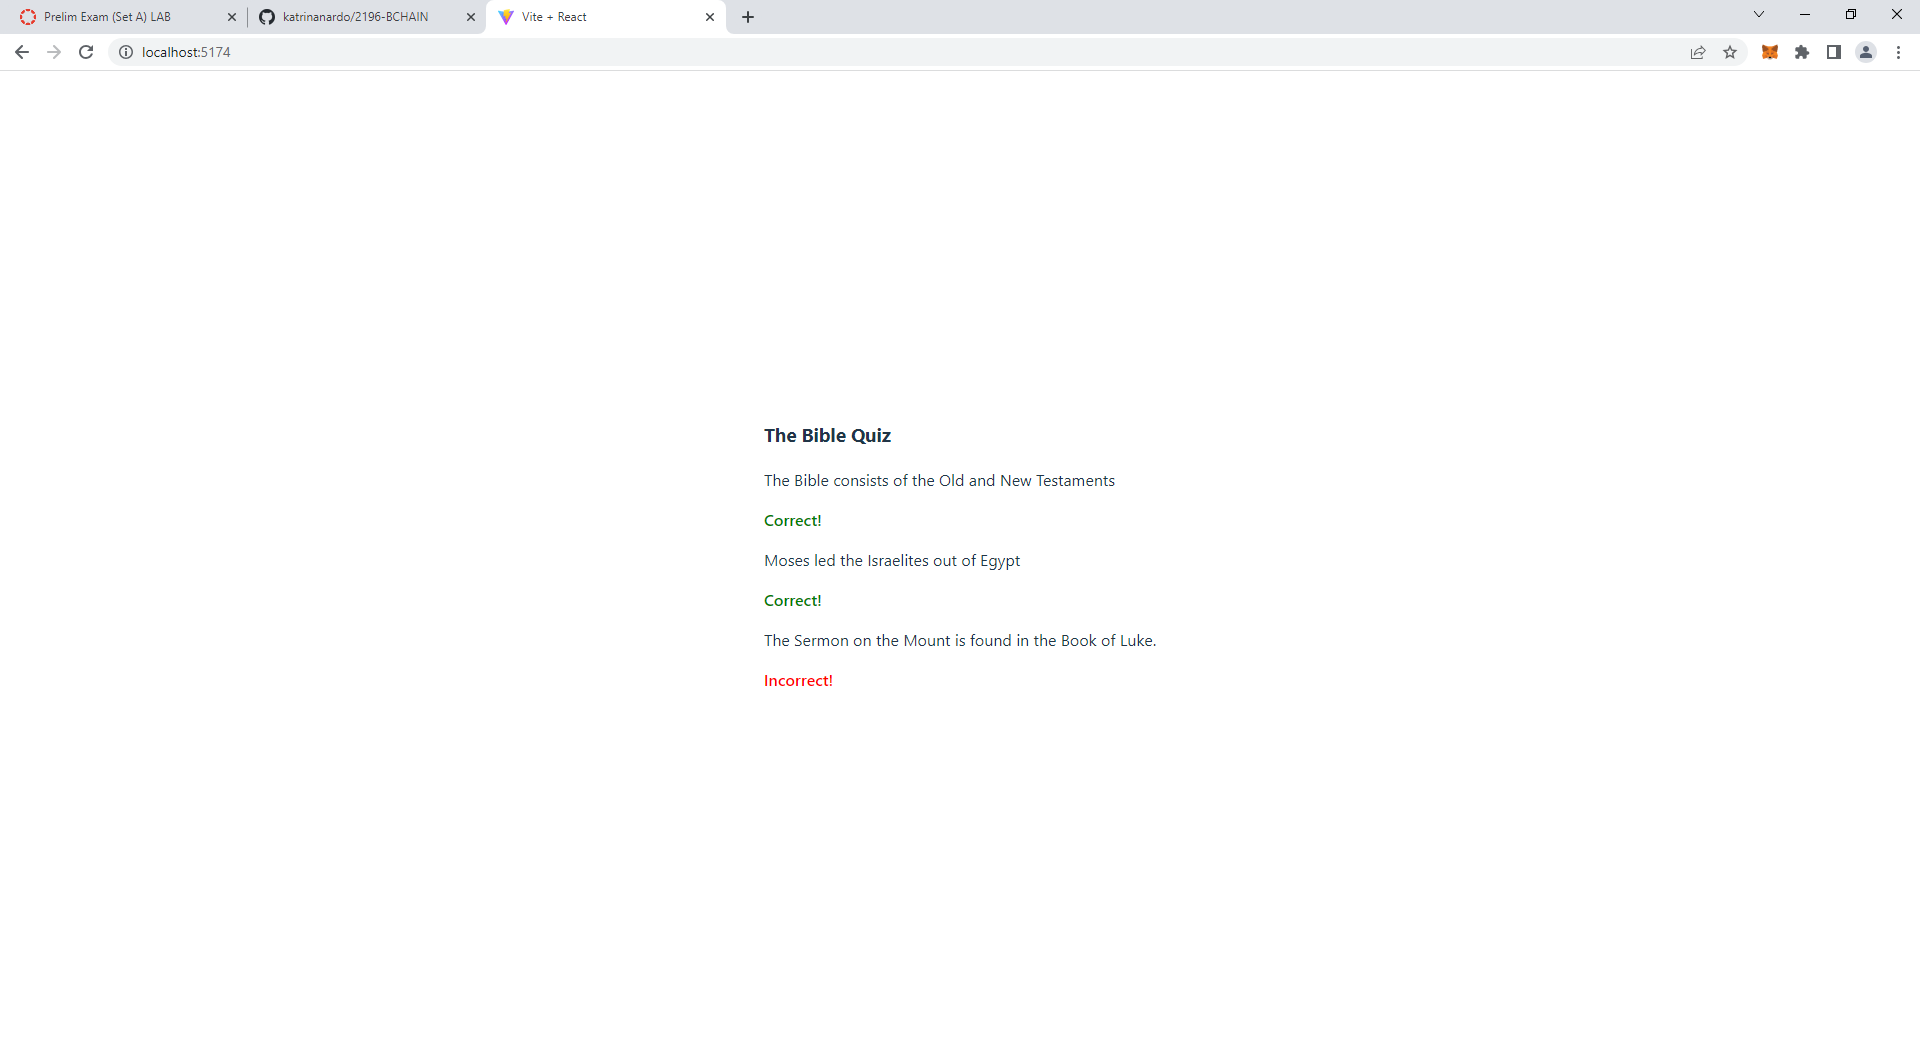 Prelim Exam (Set A) LAB
katrinanardo/2196-BCHAIN
Vite + React
localhost:5174
The Bible Quiz
The Bible consists of the Old and New Testaments
Correct!
Moses led the Israelites out of Egypt
Correct!
The Sermon on the Mount is found in the Book of Luke.
Incorrect!